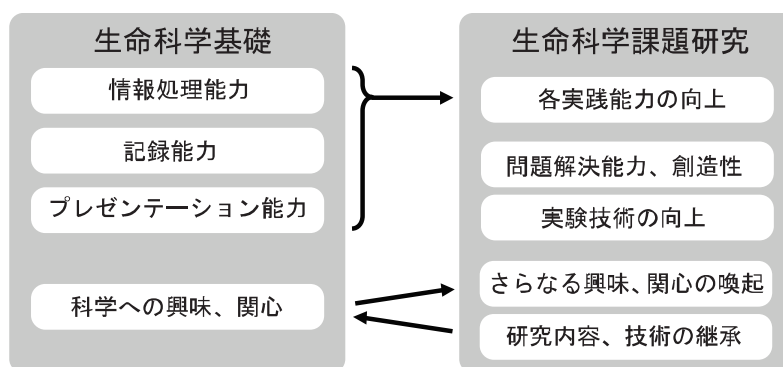 生命科学基礎
情報処理能力
記録能力
プレゼンテーション能力
科学への興味、関心
生命科学課題研究
各実践能力の向上
問題解決能力、創造性
実験技術の向上
さらなる興味、関心の喚起
研究内容、技術の継承